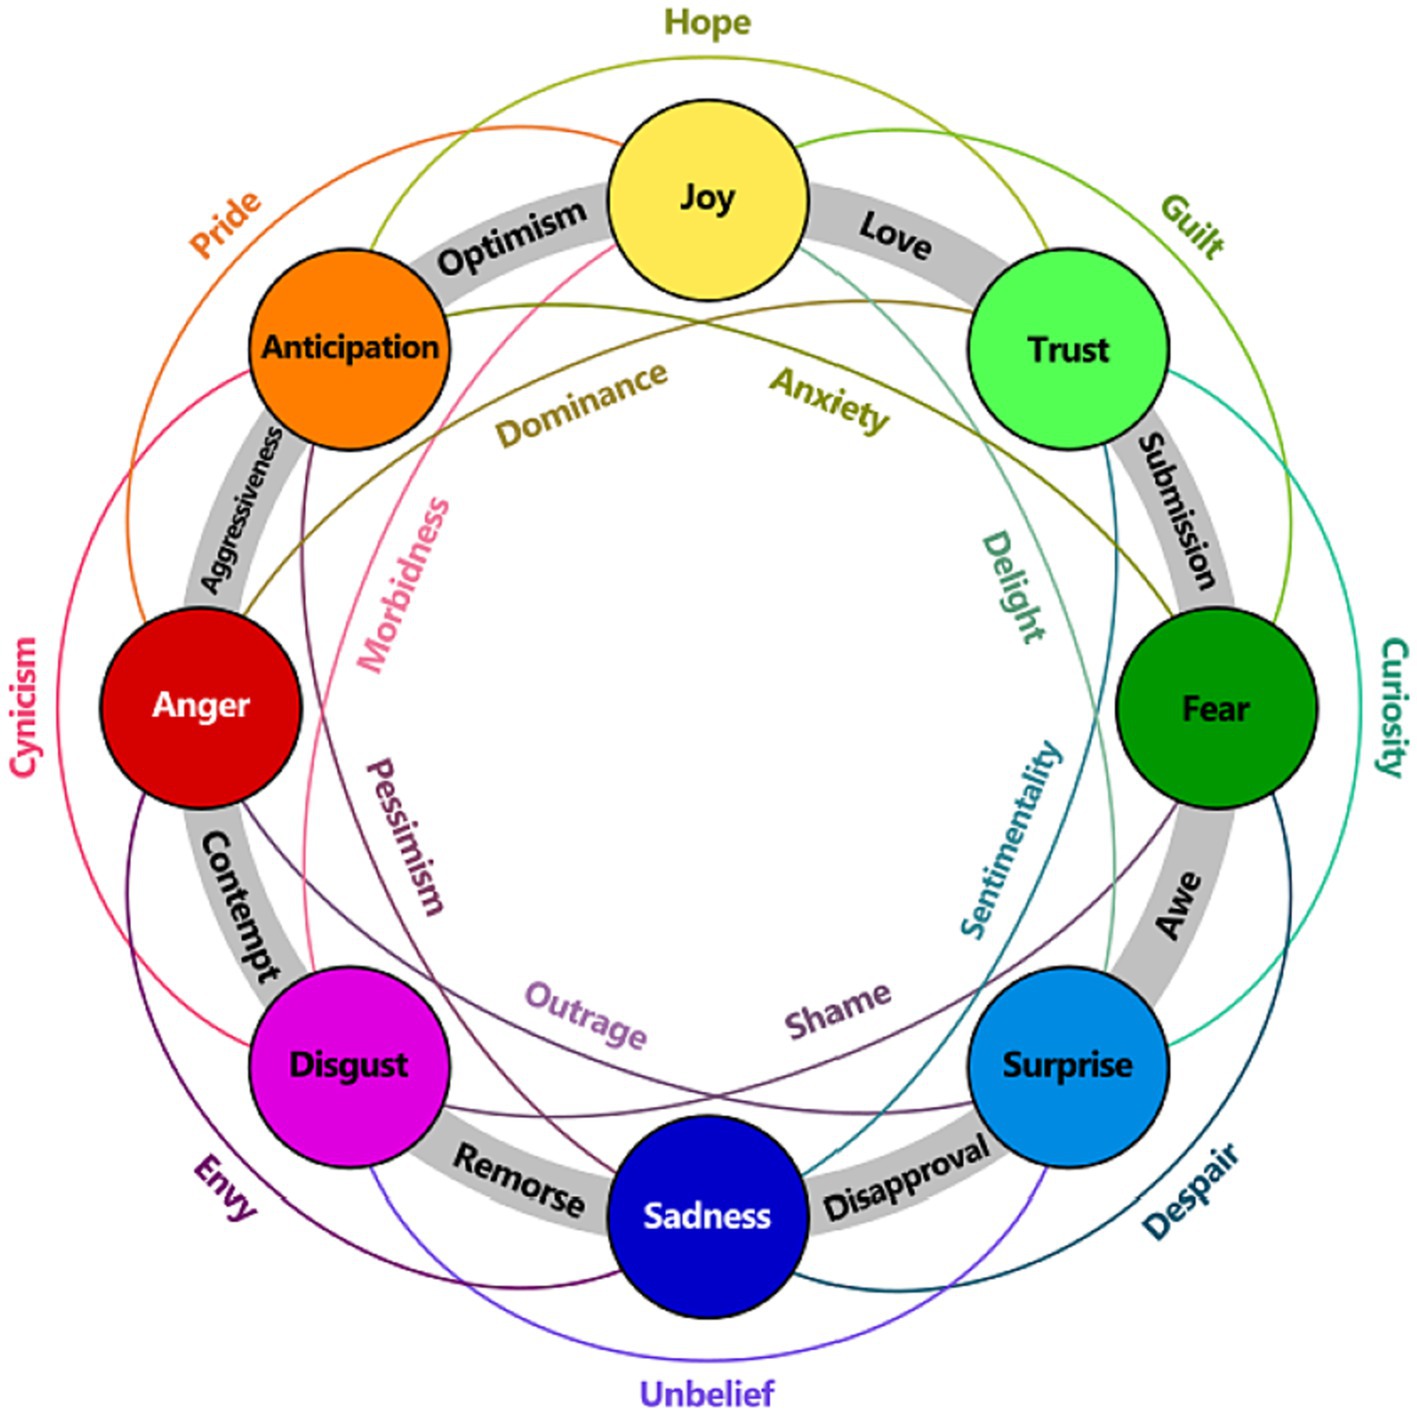 Hope
Joy
Pride
Optimism
Love
Guilt
Anticipation
Trust
Dominance
Anxiety
Aggressiveness
Submission
Morbidness
Delight
Cynicism
Anger
Fear
Curiosity
Pessimism
Sentimentality
Contempt
Awe
Outrage
Shame
Disgust
Surprise
Envy
Remorse
Sadness
Disapproval
Despair
Unbelief